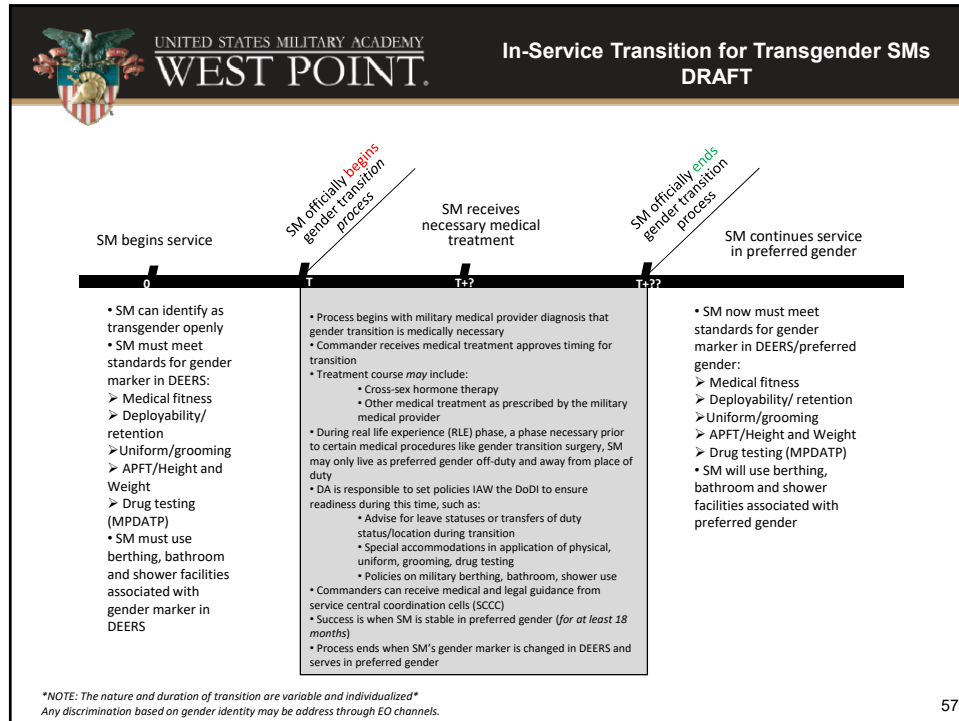 UNITED STATES MILITARY ACADEMY
WEST POINT.
In-Service Transition for Transgender SMs
DRAFT
SM begins service
SM officially begins
gender transition
process
SM receives
necessary medical
treatment
SM officially ends
gender transition
process
SM continues service
in preferred gender
0
T
T+?
T+??
• SM can identify as
transgender openly
• SM must meet
standards for gender
marker in DEERS:
➢ Medical fitness
➢ Deployability/
retention
➢Uniform/grooming
➢ APFT/Height and
Weight
➢ Drug testing
(MPDATP)
• SM must use
berthing, bathroom
and shower facilities
associated with
gender marker in
DEERS
• Process begins with military medical provider diagnosis that
gender transition is medically necessary
• Commander receives medical treatment approves timing for
transition
• Treatment course may include:
• Cross-sex hormone therapy
• Other medical treatment as prescribed by the military
medical provider
• During real life experience (RLE) phase, a phase necessary prior
to certain medical procedures like gender transition surgery, SM
may only live as preferred gender off-duty and away from place of
duty
• DA is responsible to set policies IAW the DoDI to ensure
readiness during this time, such as:
• Advise for leave statuses or transfers of duty
status/location during transition
• Special accommodations in application of physical,
uniform, grooming, drug testing
• Policies on military berthing, bathroom, shower use
• Commanders can receive medical and legal guidance from
service central coordination cells (SCCC)
• Success is when SM is stable in preferred gender (for at least 18
months)
• Process ends when SM's gender marker is changed in DEERS and
serves in preferred gender
• SM now must meet
standards for gender
marker in DEERS/preferred
gender:
➢ Medical fitness
➢ Deployability/ retention
➢Uniform/grooming
➢ APFT/Height and Weight
➢ Drug testing (MPDATP)
• SM will use berthing,
bathroom and shower
facilities associated with
preferred gender
*NOTE: The nature and duration of transition are variable and individualized*
Any discrimination based on gender identity may be address through EO channels.
57